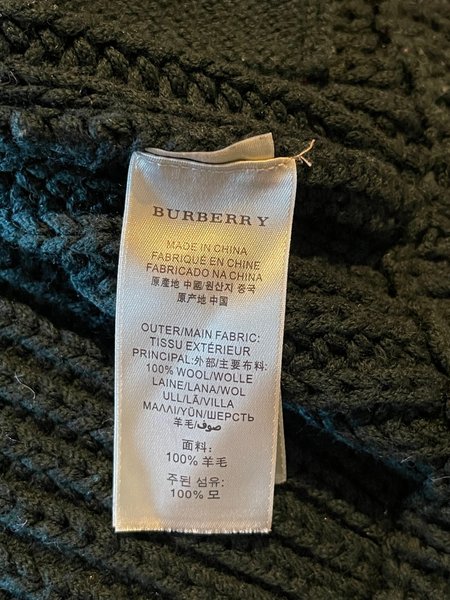 BURBERRY
MADE IN CHINA
FABRIQUÉ EN CHINE
FABRICADO NA CHINA
原產地 中國/원산지 중국
原产地 中国
OUTER/MAIN FABRIC:
TISSU EXTÉRIEUR
PRINCIPAL:外部/主要布料:
100% WOOL/WOLLE
LAINE/LANA/WOL
ULL/LÃ/VILLA
ΜΑΛΛΙ/YÜN/ШЕРСТЬ
羊毛/صوف
面料:
100% 羊毛
주된 섬유:
100% 모